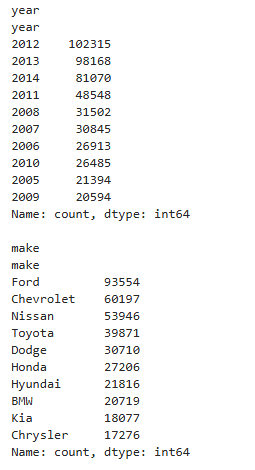 year
year
2012    102315
2013     98168
2014     81070
2011     48548
2008     31502
2007     30845
2006     26913
2010     26485
2005     21394
2009     20594
Name: count, dtype: int64

make
make
Ford         93554
Chevrolet    60197
Nissan       53946
Toyota       39871
Dodge        30710
Honda        27206
Hyundai      21816
BMW          20719
Kia          18077
Chrysler     17276
Name: count, dtype: int64